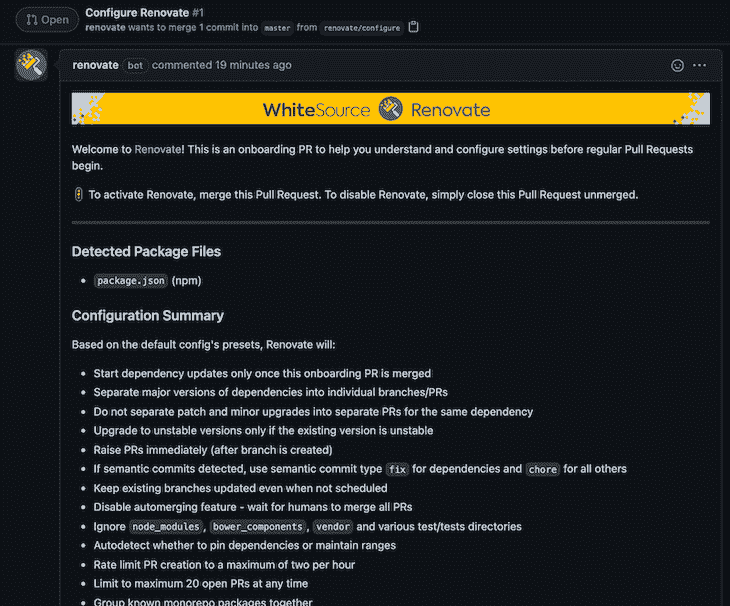 Open
Configure Renovate #1
renovate wants to merge 1 commit into master from renovate/configure
renovate bot commented 19 minutes ago
WhiteSource Renovate
Welcome to Renovate! This is an onboarding PR to help you understand and configure settings before regular Pull Requests
begin.
To activate Renovate, merge this Pull Request. To disable Renovate, simply close this Pull Request unmerged.
Detected Package Files
• package.json (npm)
Configuration Summary
Based on the default config's presets, Renovate will:
• Start dependency updates only once this onboarding PR is merged
• Separate major versions of dependencies into individual branches/PRs
• Do not separate patch and minor upgrades into separate PRs for the same dependency
• Upgrade to unstable versions only if the existing version is unstable
• Raise PRs immediately (after branch is created)
• If semantic commits detected, use semantic commit type fix for dependencies and chore for all others
• Keep existing branches updated even when not scheduled
• Disable automerging feature - wait for humans to merge all PRs
• Ignore node_modules, bower_components, vendor and various test/tests directories
• Autodetect whether to pin dependencies or maintain ranges
• Rate limit PR creation to a maximum of two per hour
• Limit to maximum 20 open PRs at any time
• Group known monorepo packages together